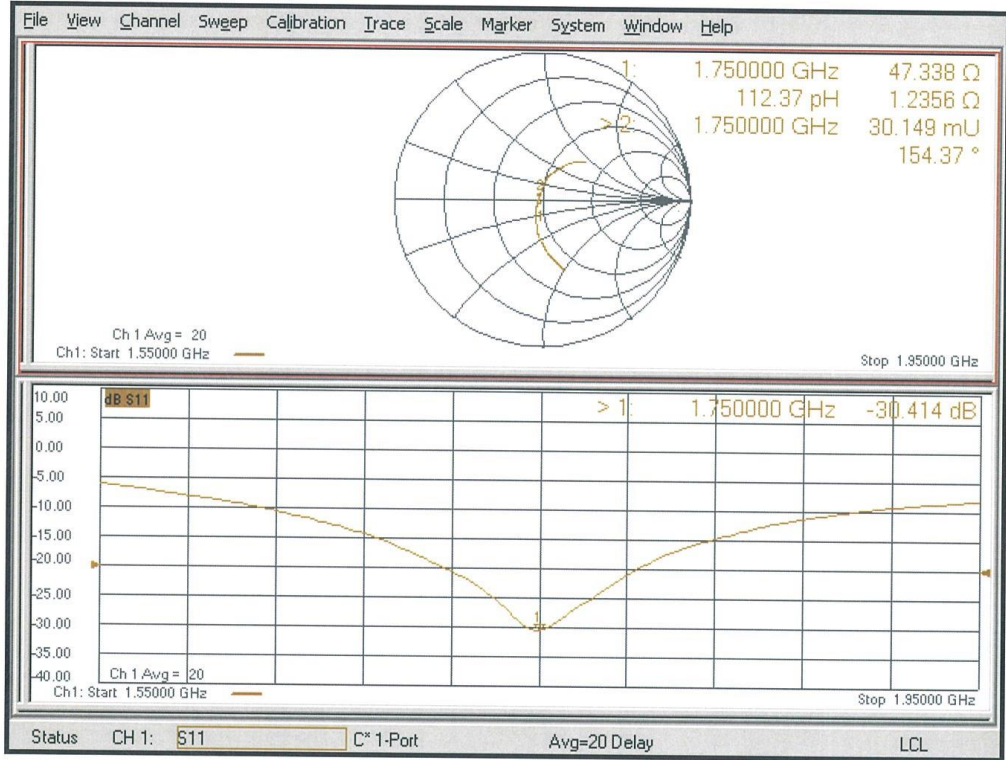 File View Channel Sweep Calibration Trace Scale Marker System Window Help
1: 1.750000 GHz 47.338 Ω
112.37 pH 1.2356 Ω
> 2: 1.750000 GHz 30.149 mU
154.37 °
Ch 1 Avg = 20
Ch1: Start 1.55000 GHz
Stop 1.95000 GHz
10.00
dB S11
> 1: 1.750000 GHz -30.414 dB
5.00
0.00
-5.00
-10.00
-15.00
-20.00
-25.00
-30.00
1
-35.00
-40.00
Ch 1 Avg = 20
Ch1: Start 1.55000 GHz
Stop 1.95000 GHz
Status CH 1: S11 C* 1-Port Avg=20 Delay LCL